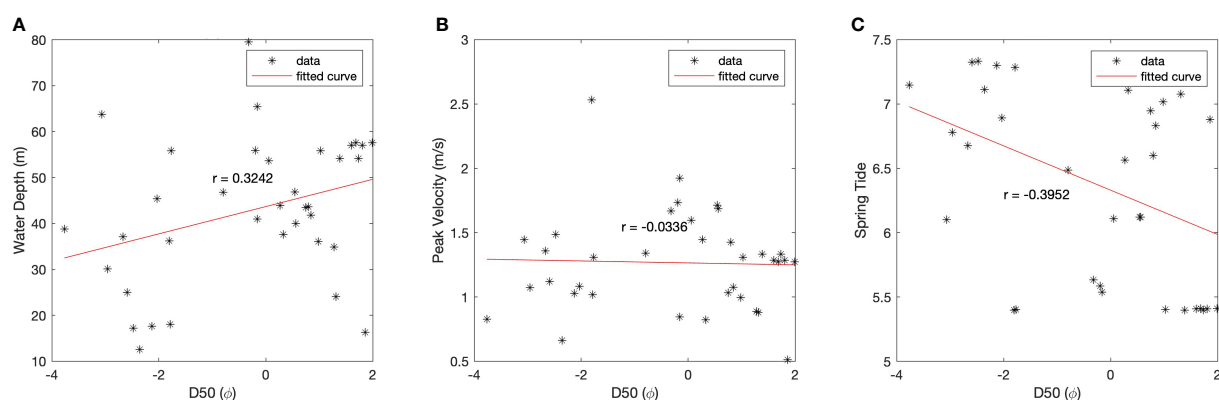 A
80
70
60
50
40
30
20
10
Water Depth (m)
-4
-2
0
2
D50 (ϕ)
data
fitted curve
r = 0.3242
B
3
2.5
2
1.5
1
0.5
Peak Velocity (m/s)
-4
-2
0
2
D50 (ϕ)
data
fitted curve
r = -0.0336
C
7.5
7
6.5
6
5.5
5
Spring Tide
-4
-2
0
2
D50 (ϕ)
data
fitted curve
r = -0.3952